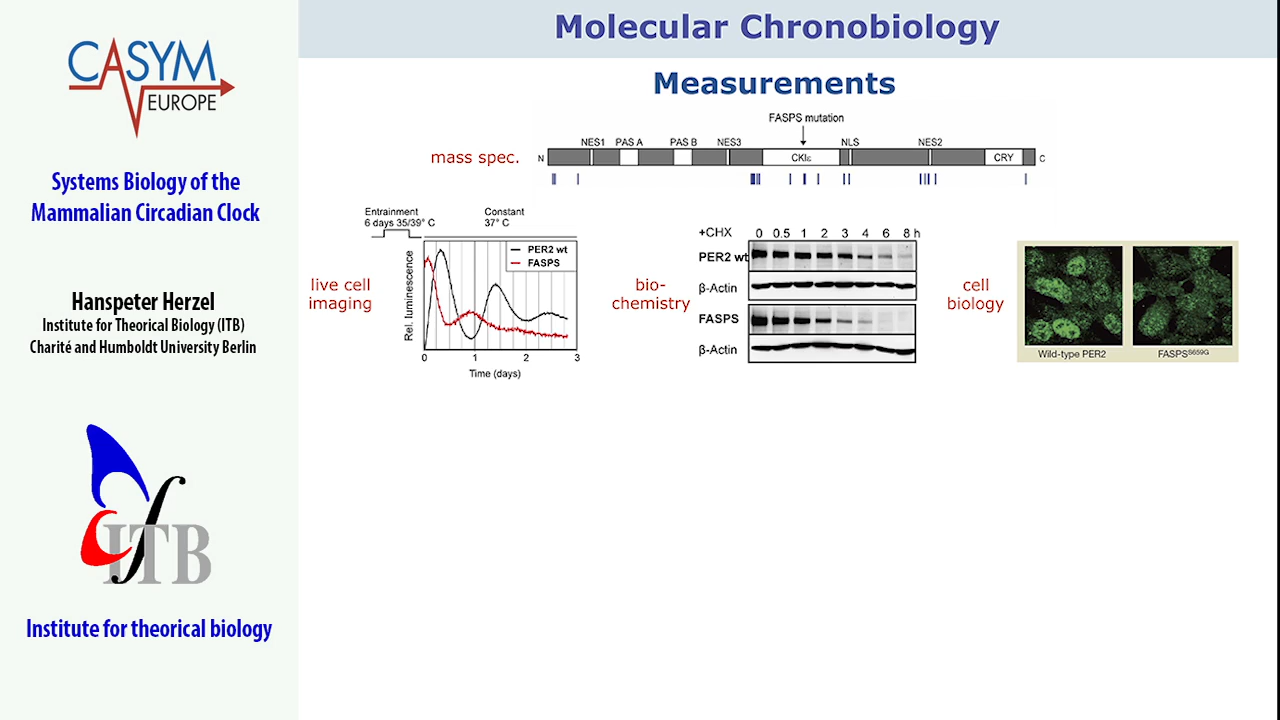 CASYM
EUROPE
Systems Biology of the
Mammalian Circadian Clock
Hanspeter Herzel
Institute for Theorical Biology (ITB)
Charité and Humboldt University Berlin
ITB
Institute for theorical biology
Molecular Chronobiology
Measurements
FASPS mutation
mass spec.
N
NES1
PAS A
PAS B
NES3
CKIε
NLS
NES2
CRY
C
live cell
imaging
Entrainment
6 days 35/39° C
Constant
37° C
Rel. luminescence
PER2 wt
FASPS
0 1 2 3
Time (days)
bio-
chemistry
+CHX 0 0.5 1 2 3 4 6 8 h
PER2 wt
β-Actin
FASPS
β-Actin
cell
biology
Wild-type PER2
FASPS^S659G